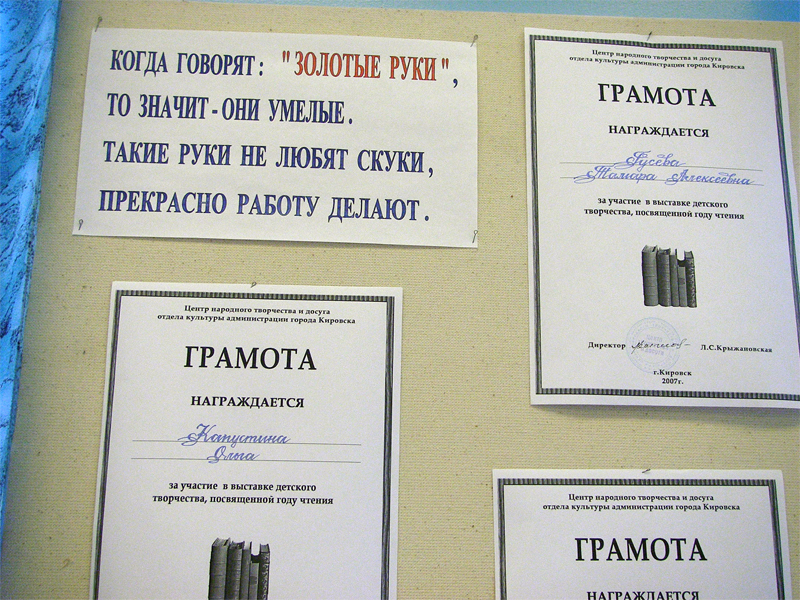 КОГДА ГОВОРЯТ: "ЗОЛОТЫЕ РУКИ",
ТО ЗНАЧИТ - ОНИ УМЕЛЫЕ.
ТАКИЕ РУКИ НЕ ЛЮБЯТ СКУКИ,
ПРЕКРАСНО РАБОТУ ДЕЛАЮТ.
Центр народного творчества и досуга
отдела культуры администрации города Кировска
ГРАМОТА
НАГРАЖДАЕТСЯ
Гусева
Тамара Алексеевна
за участие в выставке детского
творчества, посвященной году чтения
Директор Л.С.Крыжановская
г.Кировск
2007г.
Центр народного творчества и досуга
отдела культуры администрации города Кировска
ГРАМОТА
НАГРАЖДАЕТСЯ
Капустина
Ольга
за участие в выставке детского
творчества, посвященной году чтения
Центр народного творчества и досуга
отдела культуры администрации города Кировска
ГРАМОТА
НАГРАЖДАЕТСЯ